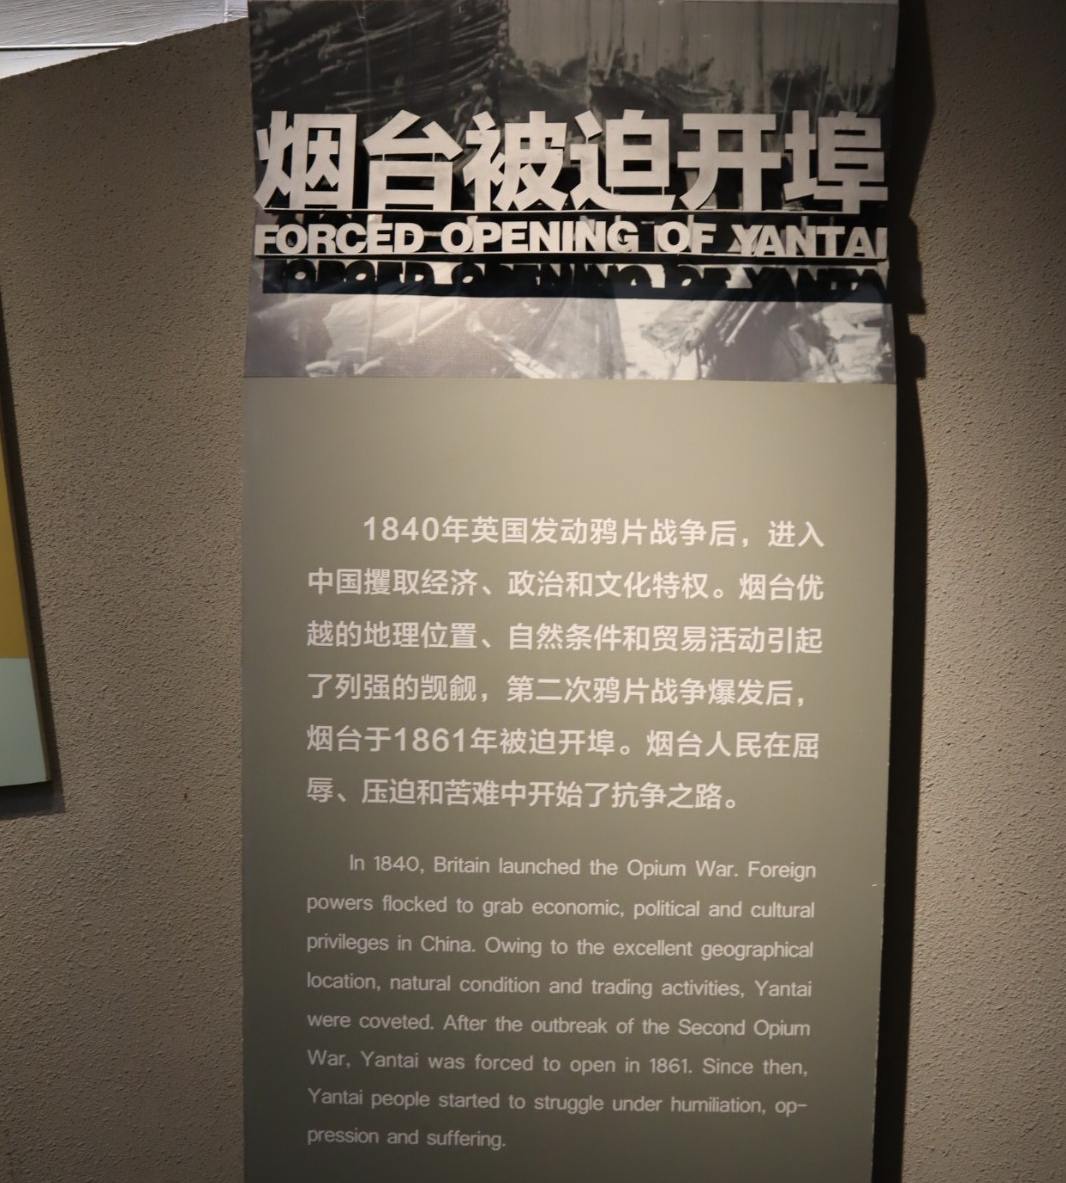 烟台被迫开埠
FORCED OPENING OF YANTAI
1840年英国发动鸦片战争后，进入
中国攫取经济、政治和文化特权。烟台优
越的地理位置、自然条件和贸易活动引起
了列强的觊觎，第二次鸦片战争爆发后，
烟台于1861年被迫开埠。烟台人民在屈
辱、压迫和苦难中开始了抗争之路。
In 1840, Britain launched the Opium War. Foreign
powers flocked to grab economic, political and cultural
privileges in China. Owing to the excellent geographical
location, natural condition and trading activities, Yantai
were coveted. After the outbreak of the Second Opium
War, Yantai was forced to open in 1861. Since then,
Yantai people started to struggle under humiliation, op-
pression and suffering.